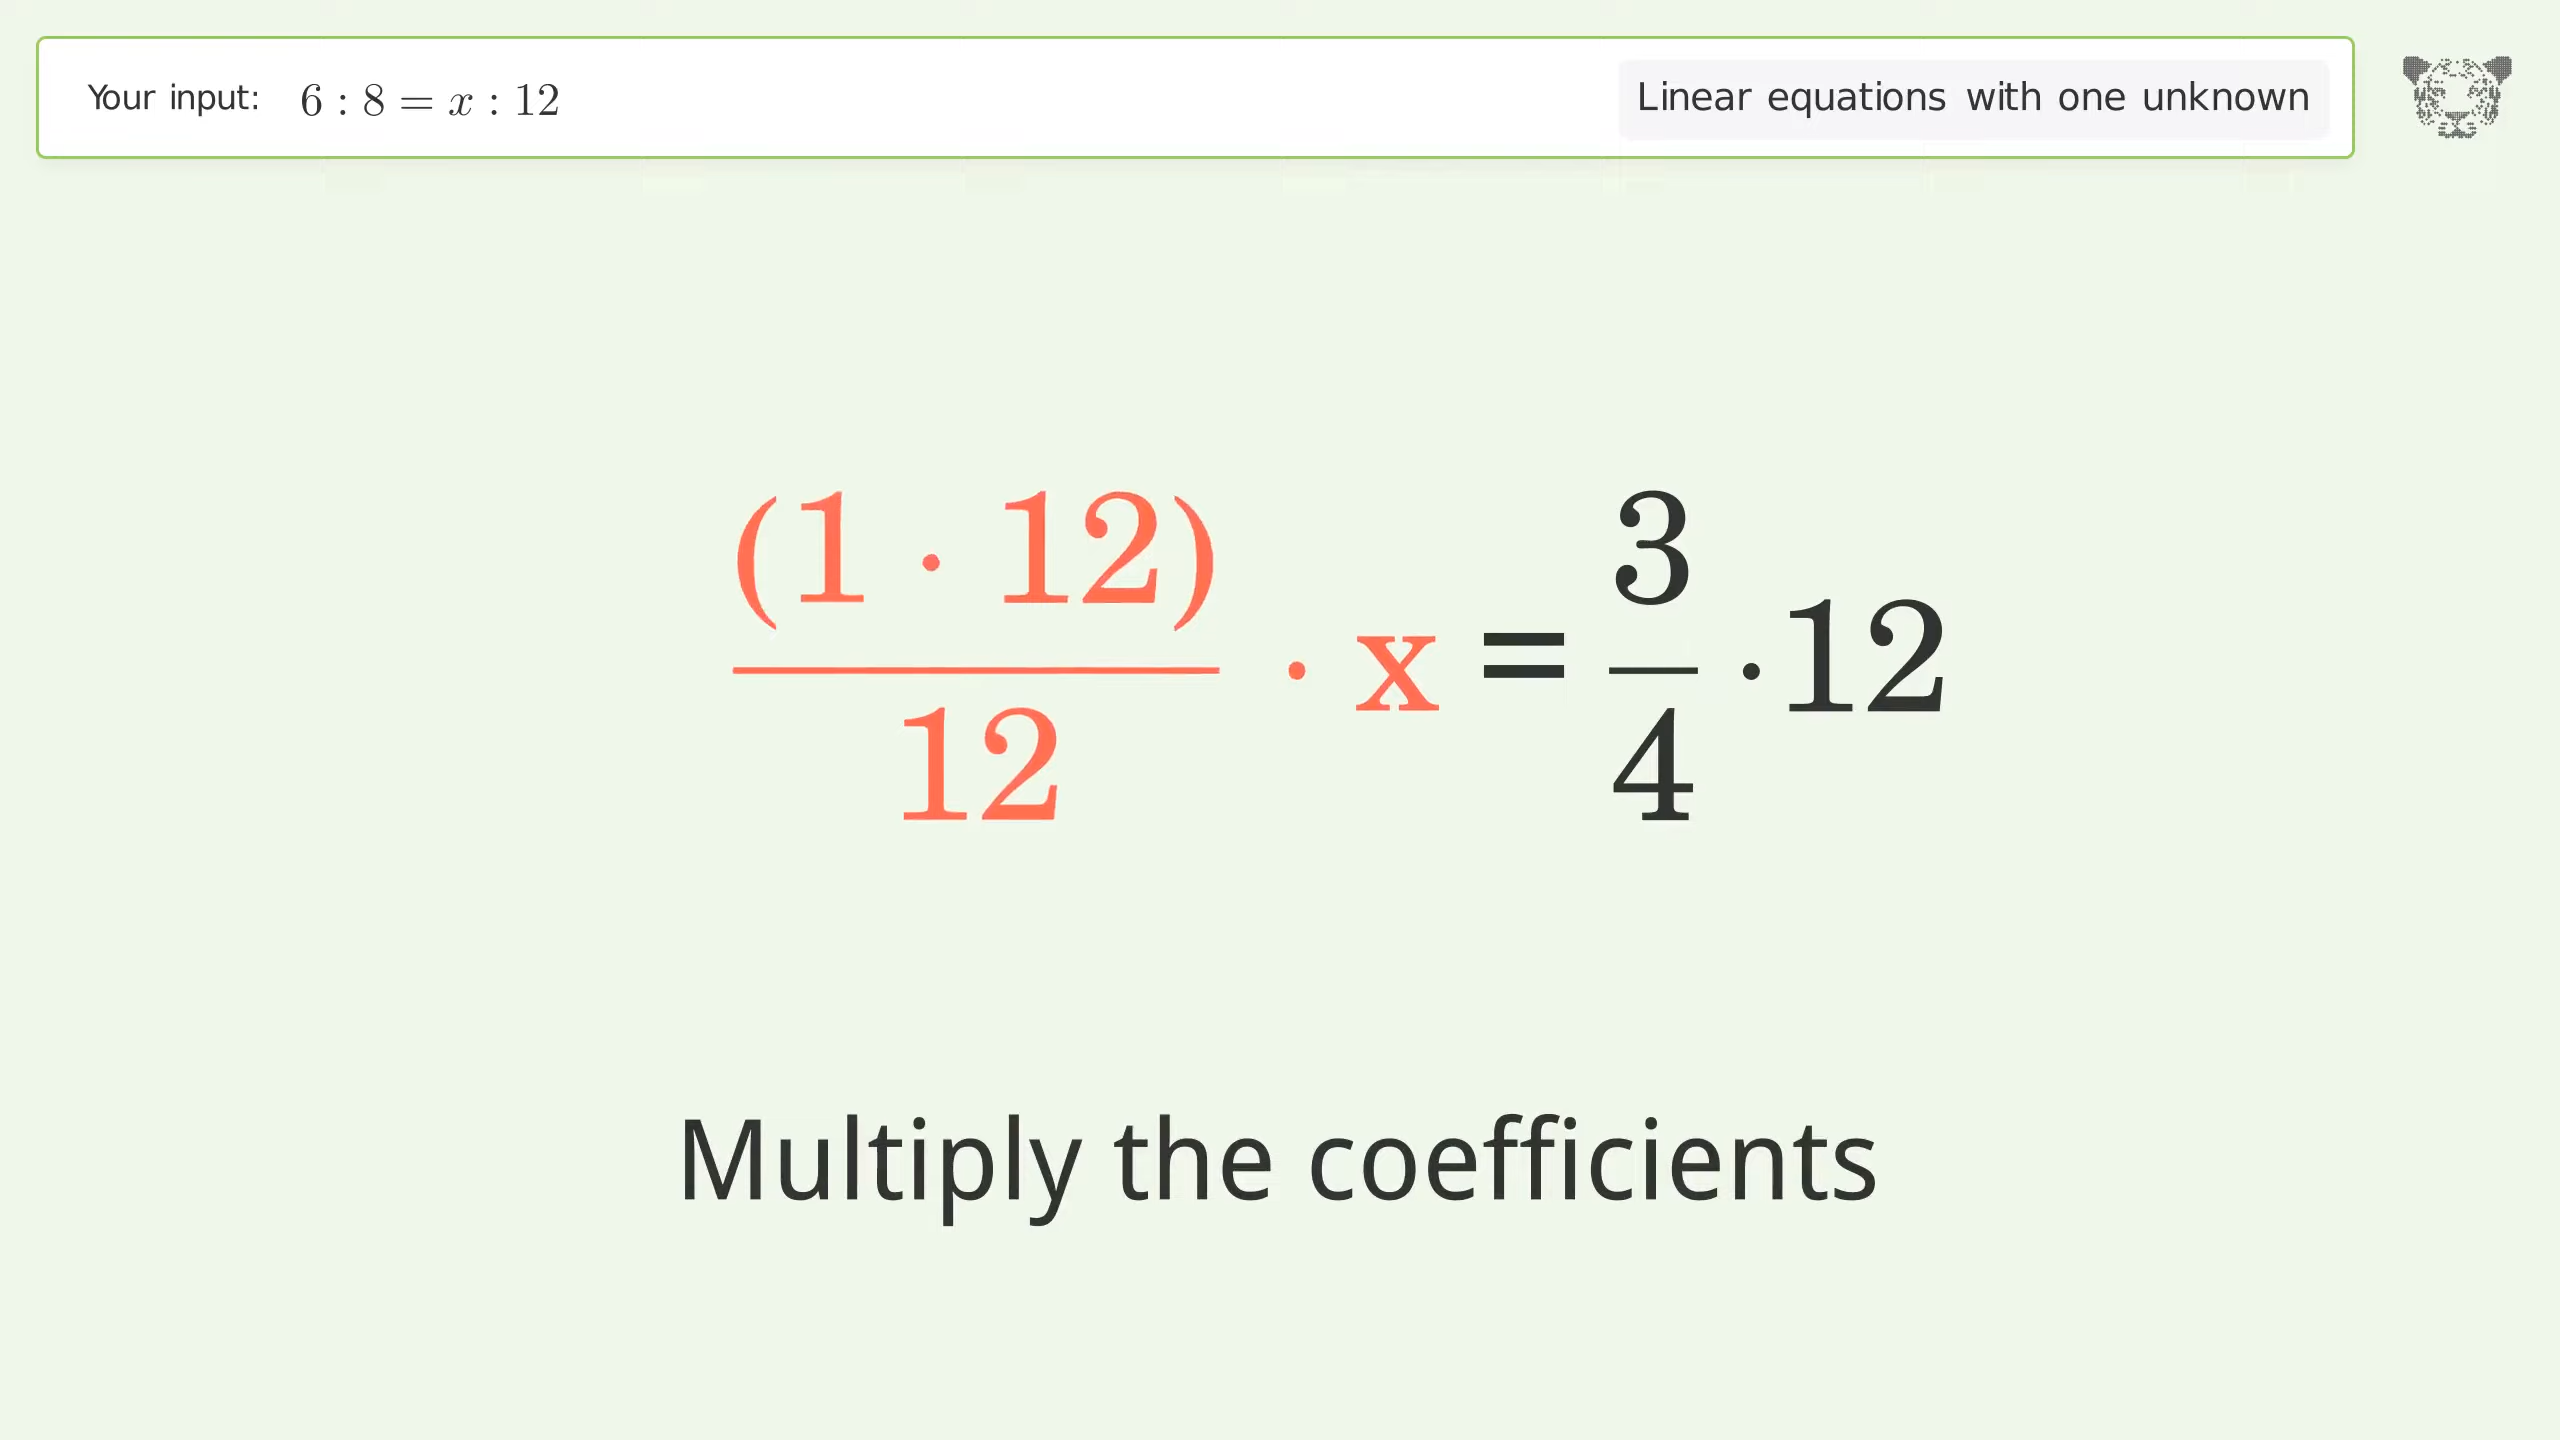 Your input: 6 : 8 = x : 12
Linear equations with one unknown
(1 · 12)/12 · x = 3/4 · 12
Multiply the coefficients